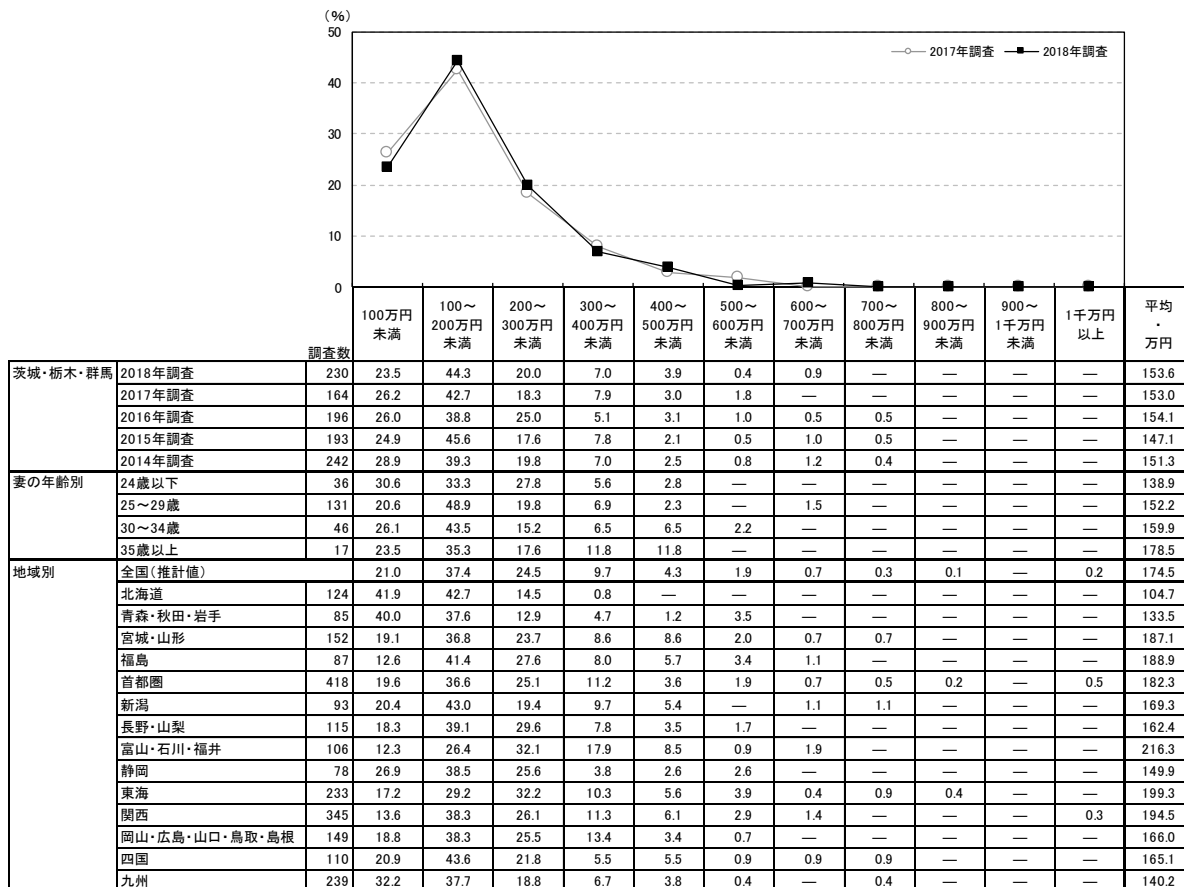 （％）
50
40
30
20
10
0
2017年調査 2018年調査
調査数 100万円未満 100～200万円未満 200～300万円未満 300～400万円未満 400～500万円未満 500～600万円未満 600～700万円未満 700～800万円未満 800～900万円未満 900～1千万円未満 1千万円以上 平均・万円
茨城・栃木・群馬 2018年調査 230 23.5 44.3 20.0 7.0 3.9 0.4 0.9 — — — — 153.6
2017年調査 164 26.2 42.7 18.3 7.9 3.0 1.8 — — — — — 153.0
2016年調査 196 26.0 38.8 25.0 5.1 3.1 1.0 0.5 0.5 — — — 154.1
2015年調査 193 24.9 45.6 17.6 7.8 2.1 0.5 1.0 0.5 — — — 147.1
2014年調査 242 28.9 39.3 19.8 7.0 2.5 0.8 1.2 0.4 — — — 151.3
妻の年齢別 24歳以下 36 30.6 33.3 27.8 5.6 2.8 — — — — — — 138.9
25～29歳 131 20.6 48.9 19.8 6.9 2.3 — 1.5 — — — — 152.2
30～34歳 46 26.1 43.5 15.2 6.5 6.5 2.2 — — — — — 159.9
35歳以上 17 23.5 35.3 17.6 11.8 11.8 — — — — — — 178.5
地域別 全国（推計値） 21.0 37.4 24.5 9.7 4.3 1.9 0.7 0.3 0.1 — 0.2 174.5
北海道 124 41.9 42.7 14.5 0.8 — — — — — — — 104.7
青森・秋田・岩手 85 40.0 37.6 12.9 4.7 1.2 3.5 — — — — — 133.5
宮城・山形 152 19.1 36.8 23.7 8.6 8.6 2.0 0.7 0.7 — — — 187.1
福島 87 12.6 41.4 27.6 8.0 5.7 3.4 1.1 — — — — 188.9
首都圏 418 19.6 36.6 25.1 11.2 3.6 1.9 0.7 0.5 0.2 — 0.5 182.3
新潟 93 20.4 43.0 19.4 9.7 5.4 — 1.1 1.1 — — — 169.3
長野・山梨 115 18.3 39.1 29.6 7.8 3.5 1.7 — — — — — 162.4
富山・石川・福井 106 12.3 26.4 32.1 17.9 8.5 0.9 1.9 — — — — 216.3
静岡 78 26.9 38.5 25.6 3.8 2.6 2.6 — — — — — 149.9
東海 233 17.2 29.2 32.2 10.3 5.6 3.9 0.4 0.9 0.4 — — 199.3
関西 345 13.6 38.3 26.1 11.3 6.1 2.9 1.4 — — — 0.3 194.5
岡山・広島・山口・鳥取・島根 149 18.8 38.3 25.5 13.4 3.4 0.7 — — — — — 166.0
四国 110 20.9 43.6 21.8 5.5 5.5 0.9 0.9 0.9 — — — 165.1
九州 239 32.2 37.7 18.8 6.7 3.8 0.4 — 0.4 — — — 140.2